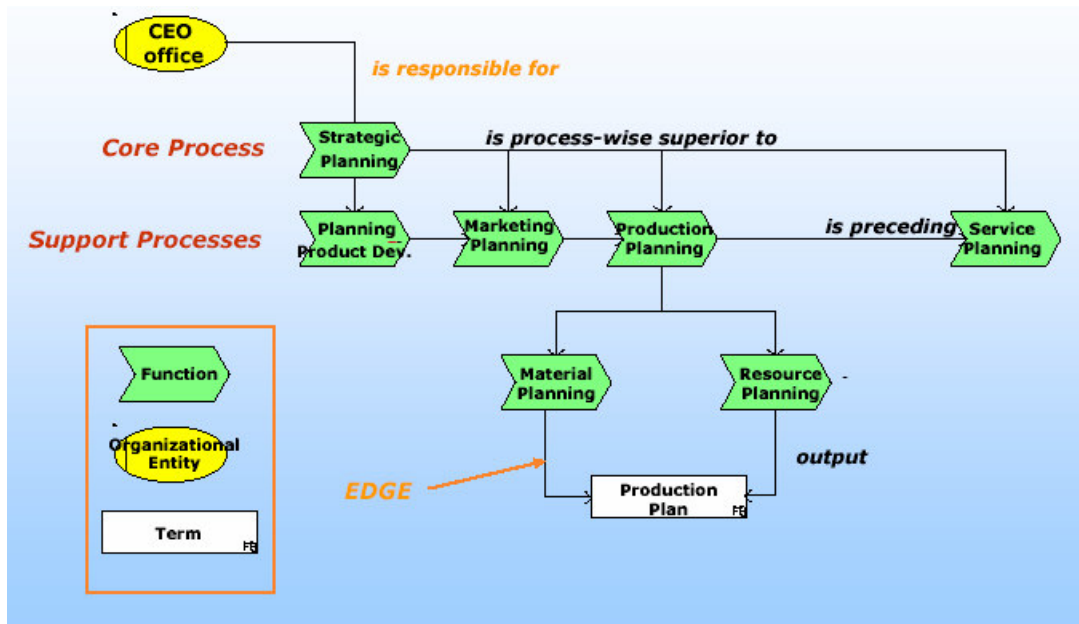 CEO
office
is responsible for
Core Process
Strategic
Planning
is process-wise superior to
Support Processes
Planning
Product Dev.
Marketing
Planning
Production
Planning
is preceding
Service
Planning
Function
Material
Planning
Resource
Planning
Organizational
Entity
output
EDGE
Production
Plan
Term